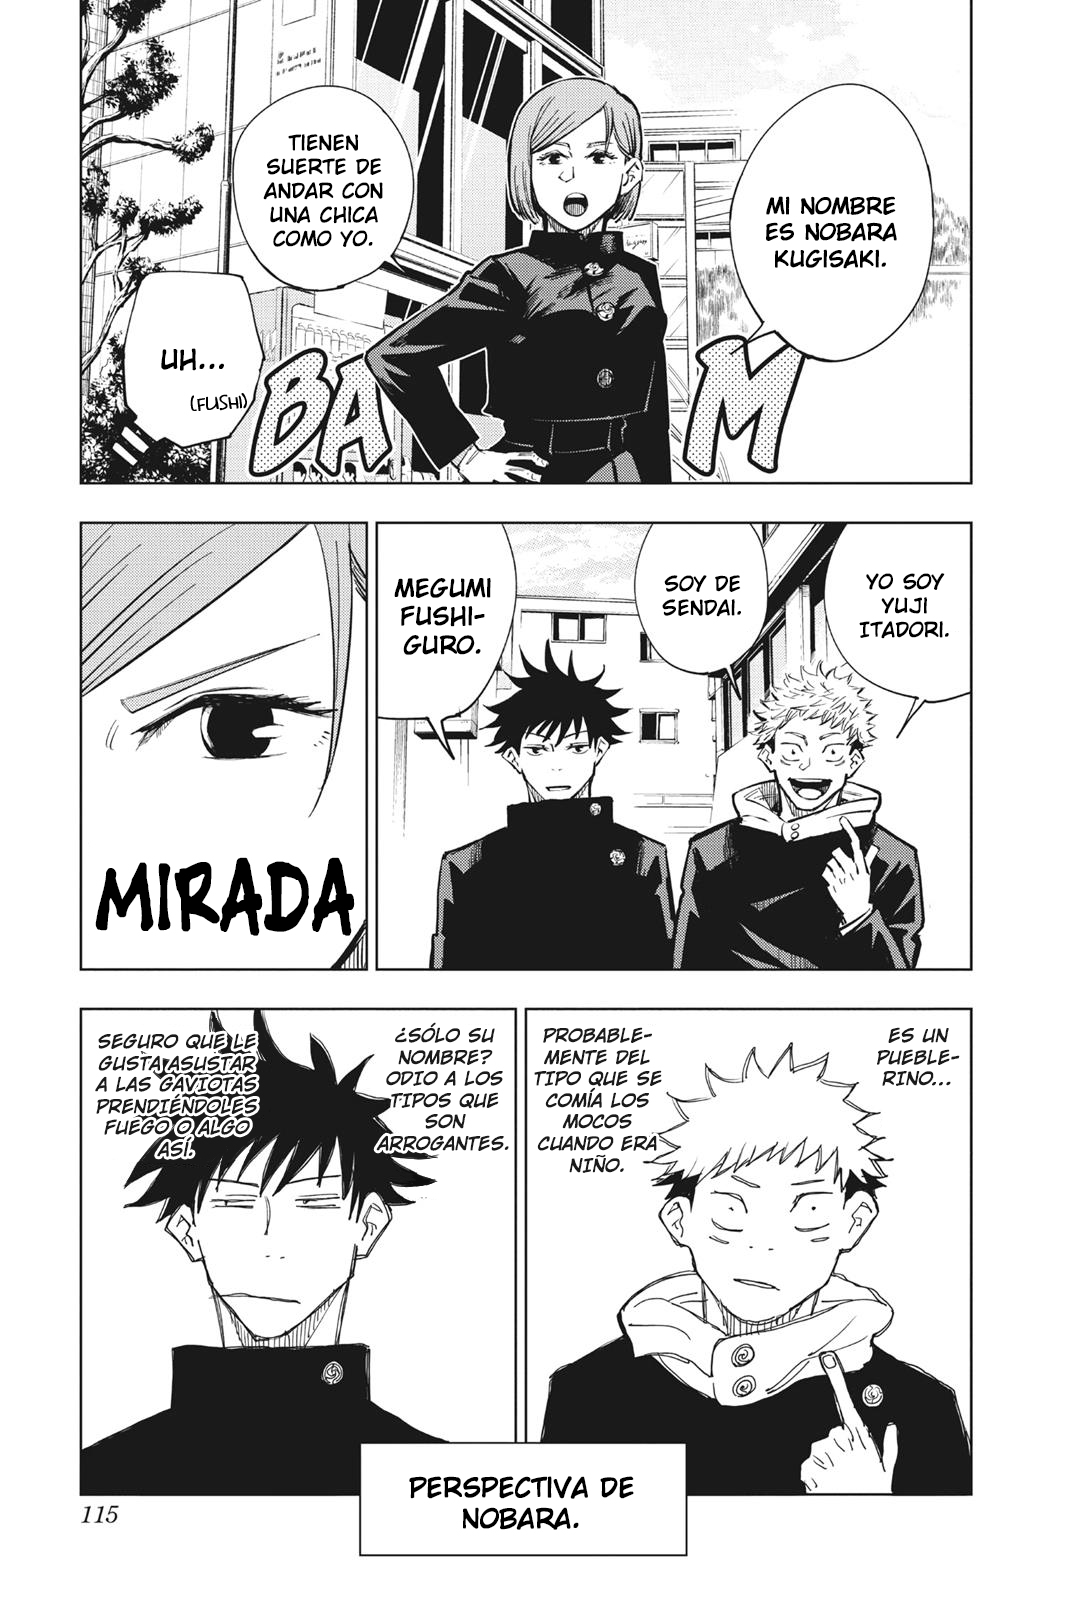 MI NOMBRE
ES NOBARA
KUGISAKI.
TIENEN
SUERTE DE
ANDAR CON
UNA CHICA
COMO YO.
BA M
UH...
(FUSHI)
YO SOY
YUJI
ITADORI.
SOY DE
SENDAI.
MEGUMI
FUSHI-
GURO.
MIRADA
ES UN
PUEBLE-
RINO...
PROBABLE-
MENTE DEL
TIPO QUE SE
COMÍA LOS
MOCOS
CUANDO ERA
NIÑO.
¿SÓLO SU
NOMBRE?
ODIO A LOS
TIPOS QUE
SON
ARROGANTES.
SEGURO QUE LE
GUSTA ASUSTAR
A LAS GAVIOTAS
PRENDIÉNDOLES
FUEGO O ALGO
ASÍ.
PERSPECTIVA DE
NOBARA.
115